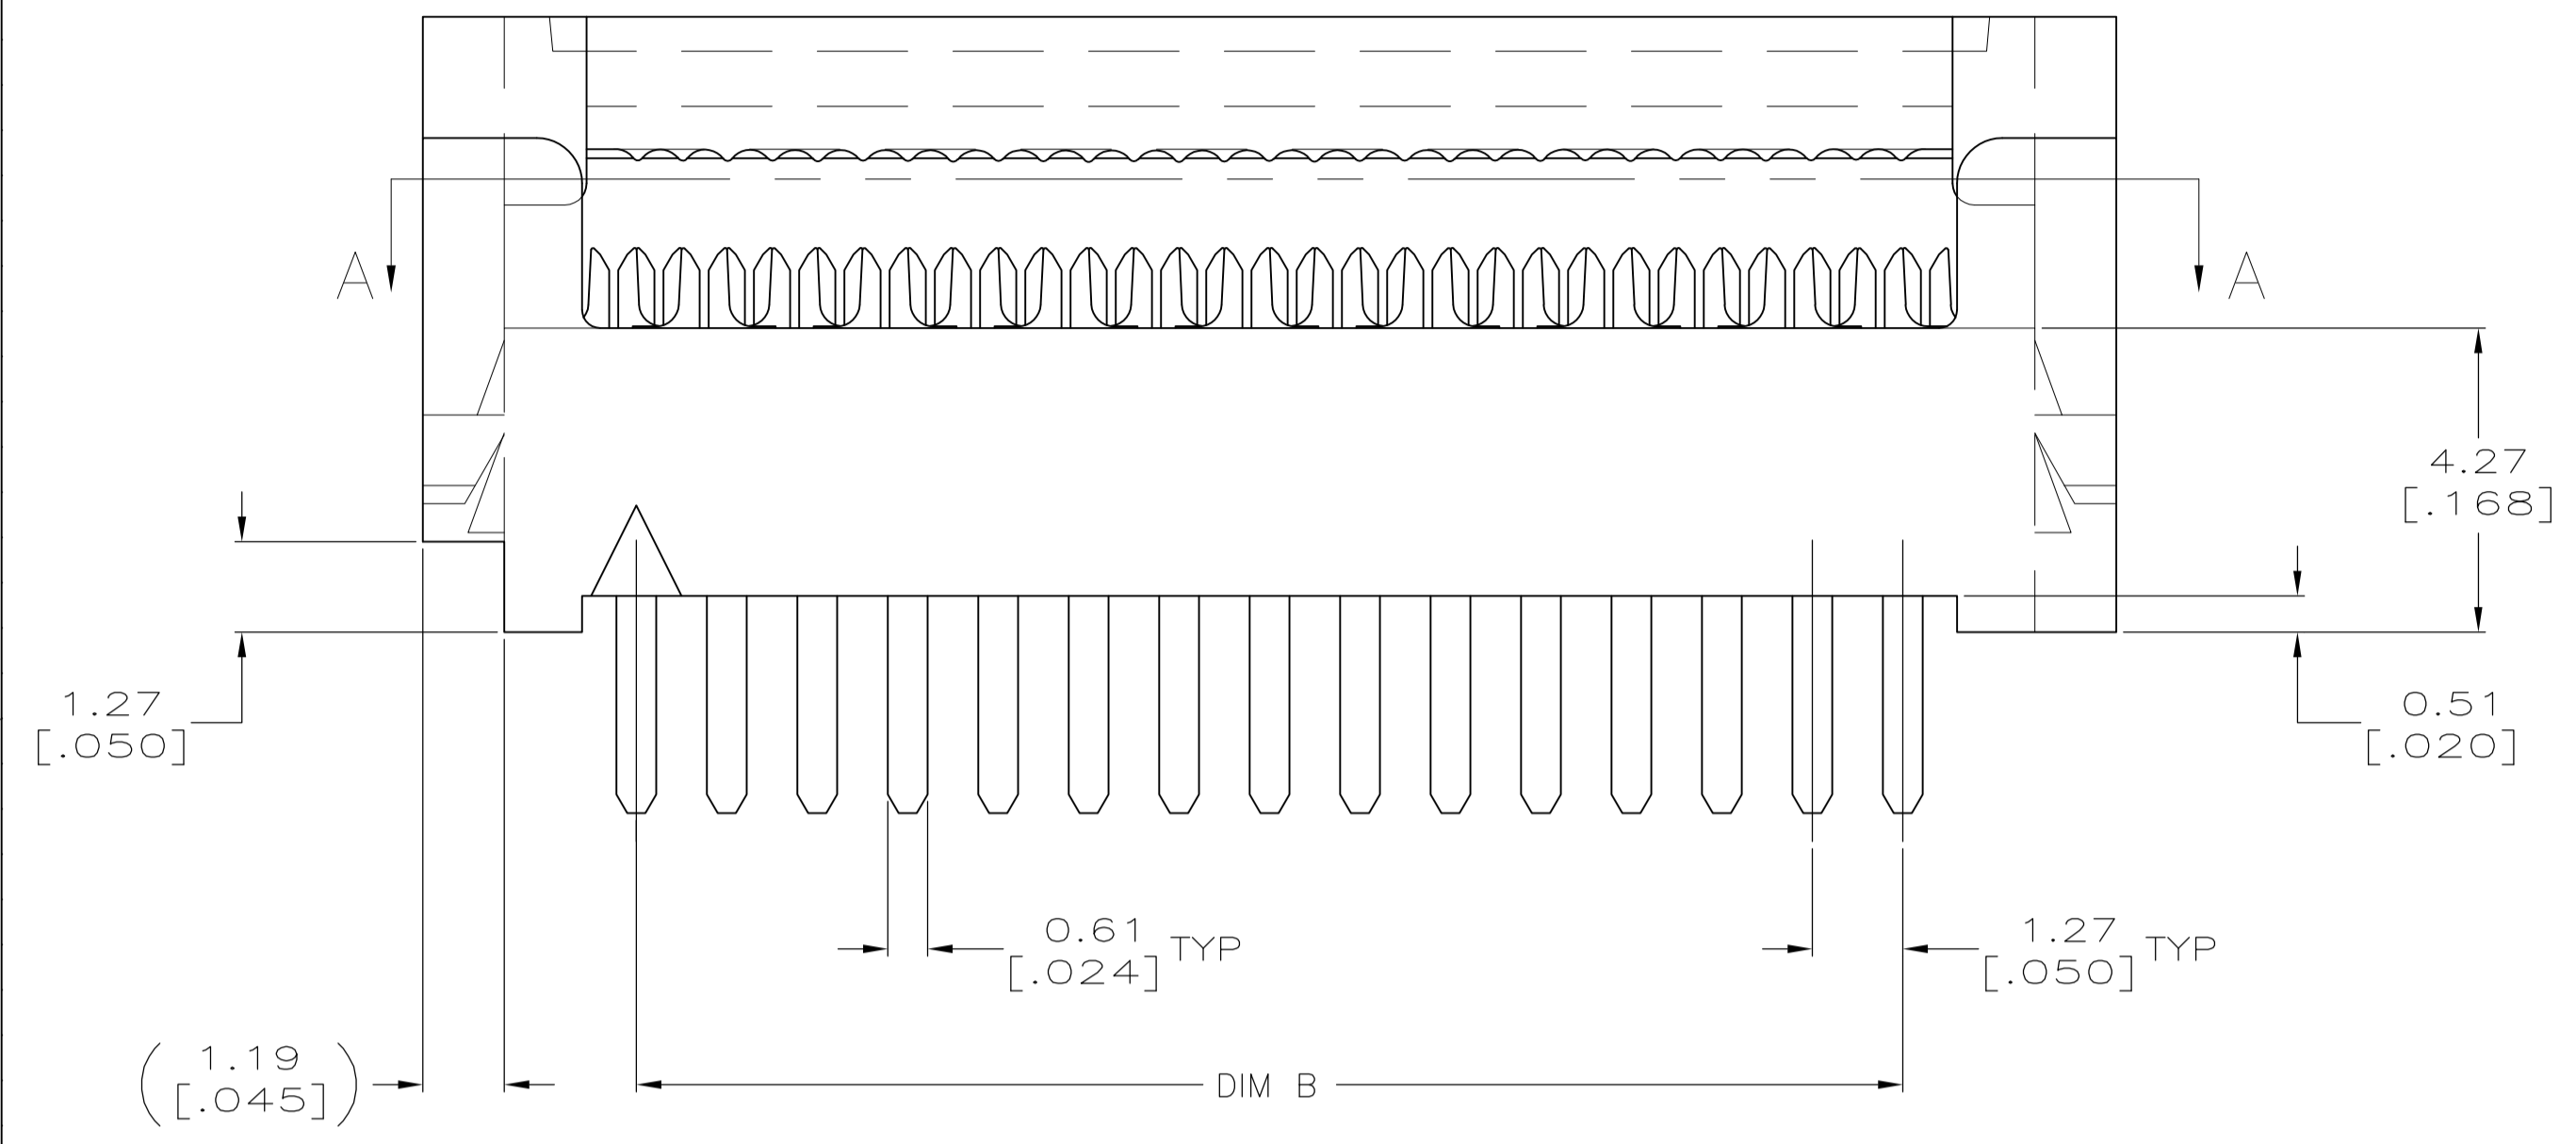 A
A
4.27
[.168]
1.27
[.050]
0.51
[.020]
0.61
[.024] TYP
1.27
[.050] TYP
(1.19
[.045])
DIM B